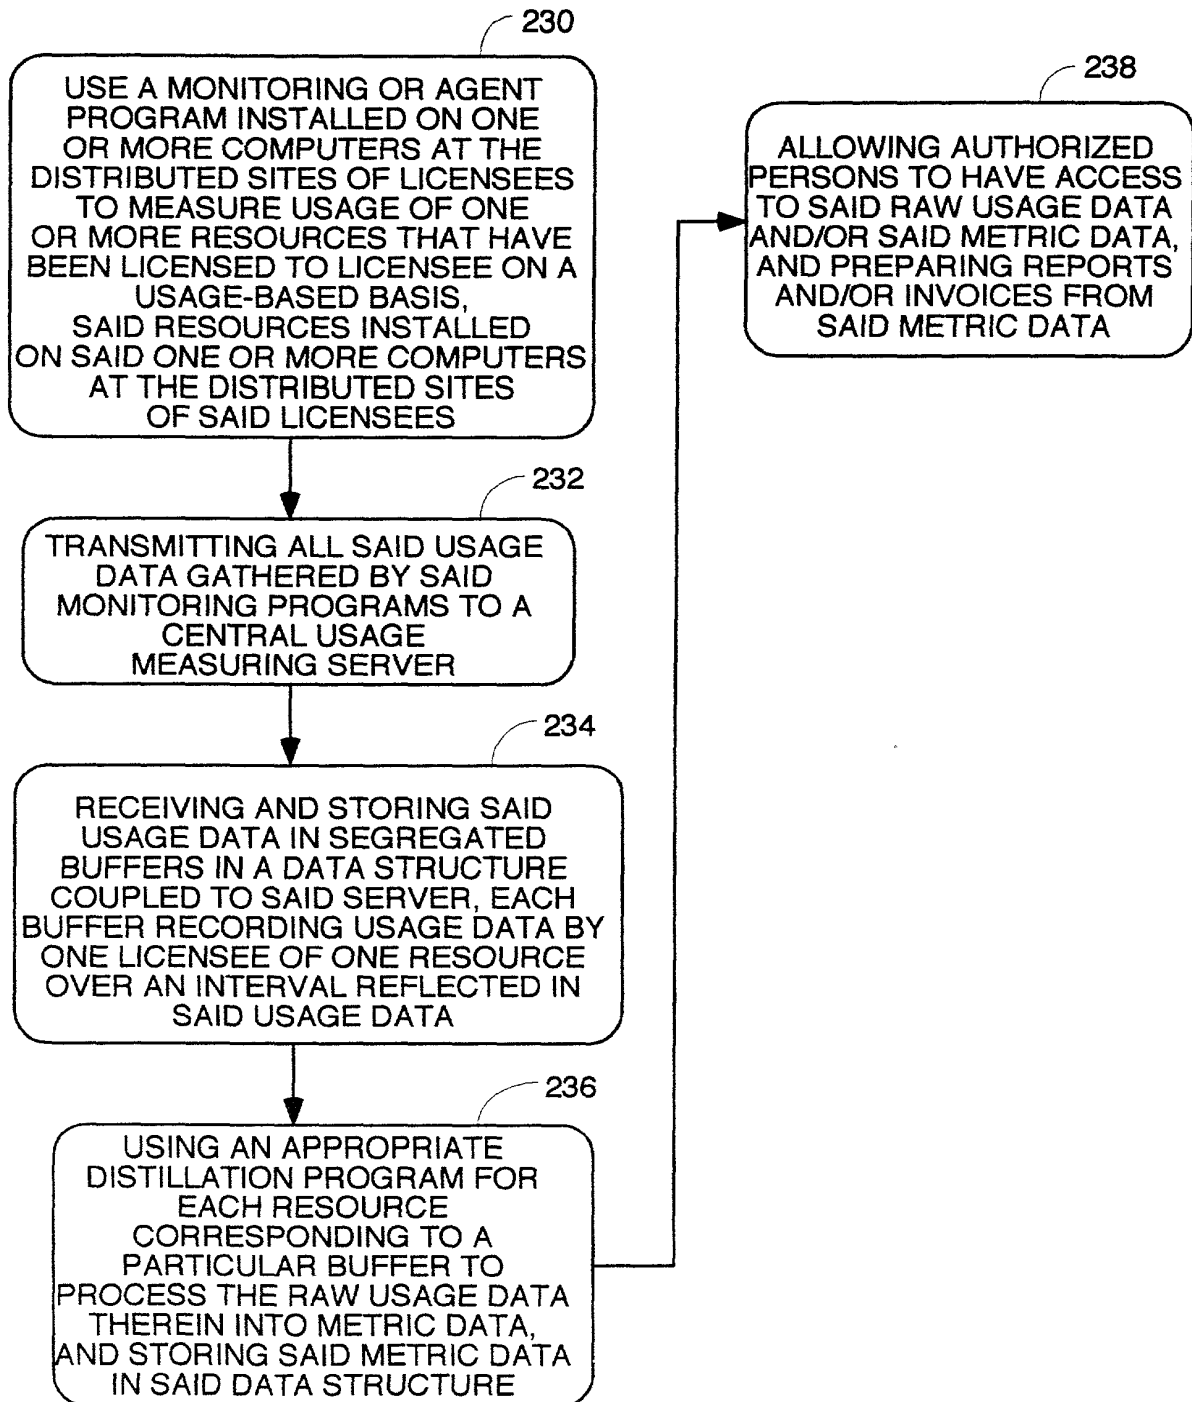 230
USE A MONITORING OR AGENT
PROGRAM INSTALLED ON ONE
OR MORE COMPUTERS AT THE
DISTRIBUTED SITES OF LICENSEES
TO MEASURE USAGE OF ONE
OR MORE RESOURCES THAT HAVE
BEEN LICENSED TO LICENSEE ON A
USAGE-BASED BASIS,
SAID RESOURCES INSTALLED
ON SAID ONE OR MORE COMPUTERS
AT THE DISTRIBUTED SITES
OF SAID LICENSEES
232
TRANSMITTING ALL SAID USAGE
DATA GATHERED BY SAID
MONITORING PROGRAMS TO A
CENTRAL USAGE
MEASURING SERVER
234
RECEIVING AND STORING SAID
USAGE DATA IN SEGREGATED
BUFFERS IN A DATA STRUCTURE
COUPLED TO SAID SERVER, EACH
BUFFER RECORDING USAGE DATA BY
ONE LICENSEE OF ONE RESOURCE
OVER AN INTERVAL REFLECTED IN
SAID USAGE DATA
236
USING AN APPROPRIATE
DISTILLATION PROGRAM FOR
EACH RESOURCE
CORRESPONDING TO A
PARTICULAR BUFFER TO
PROCESS THE RAW USAGE DATA
THEREIN INTO METRIC DATA,
AND STORING SAID METRIC DATA
IN SAID DATA STRUCTURE
238
ALLOWING AUTHORIZED
PERSONS TO HAVE ACCESS
TO SAID RAW USAGE DATA
AND/OR SAID METRIC DATA,
AND PREPARING REPORTS
AND/OR INVOICES FROM
SAID METRIC DATA